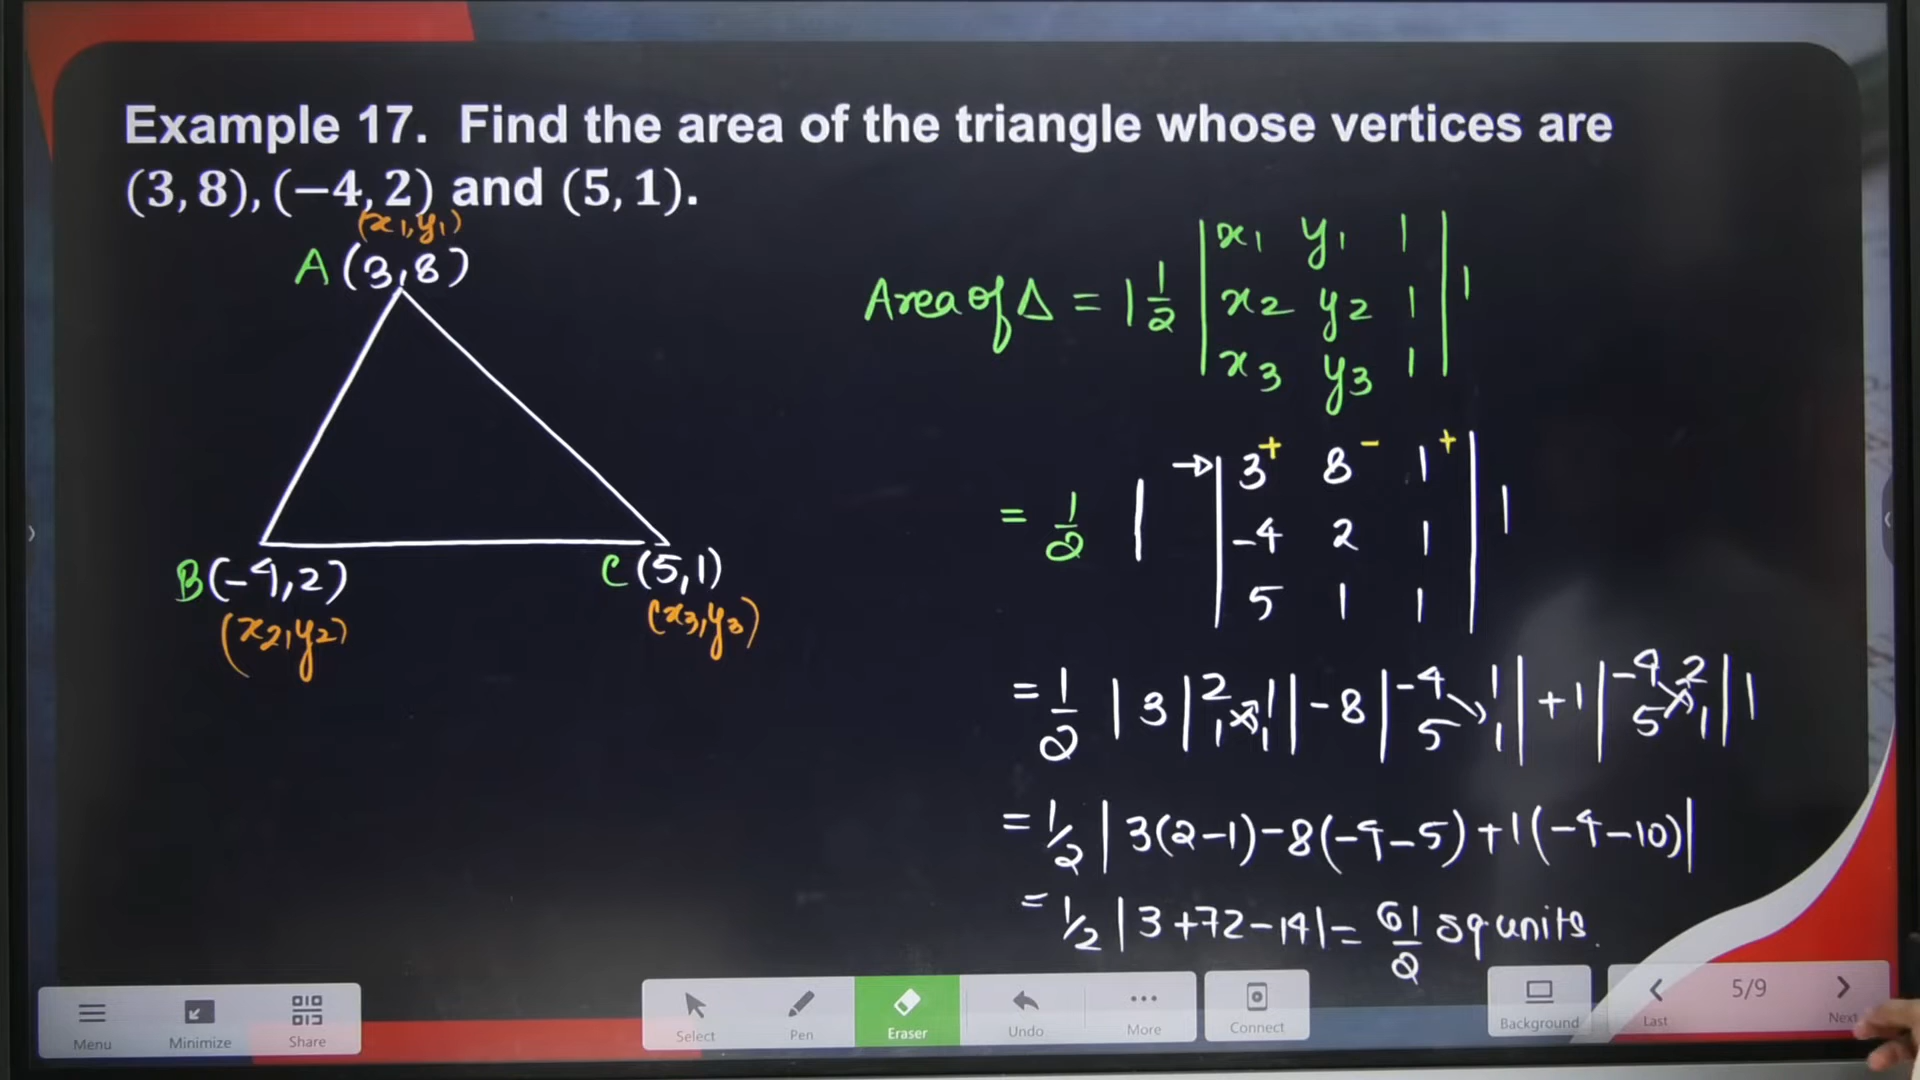 Example 17. Find the area of the triangle whose vertices are
(3, 8), (−4, 2) and (5, 1).
(x₁,y₁)
A (3,8)
B(-4,2)
(x₂,y₂)
C (5,1)
(x₃,y₃)
Area of Δ = | 1/2 | x₁ y₁ 1 | |
x₂ y₂ 1
x₃ y₃ 1
= 1/2 | → | 3⁺ 8⁻ 1⁺ | |
-4 2 1
5 1 1
= 1/2 | 3 | 2 1 | - 8 | -4 1 | + 1 | -4 2 | |
1 1 5 1 5 1
= 1/2 | 3(2-1)-8(-4-5)+1(-4-10)|
= 1/2 | 3+72-14| = 61/2 sq units.
Menu Minimize Share Select Pen Eraser Undo More Connect Background Last 5/9 Next